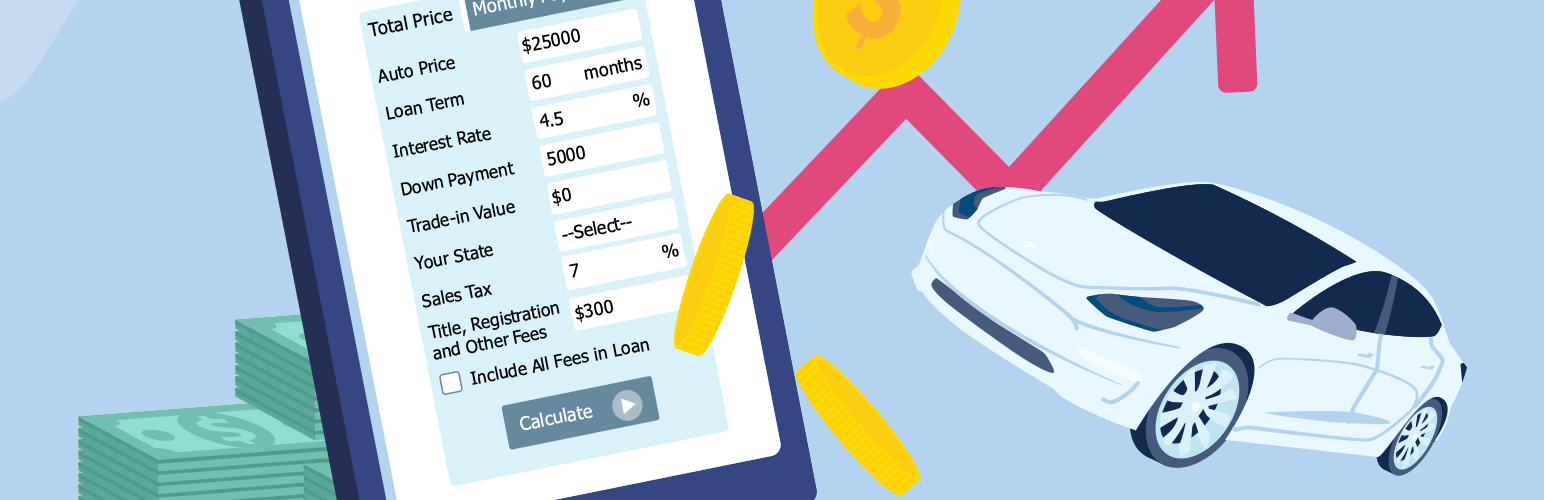 Total Price
Monthly
Auto Price $25000
Loan Term 60 months
Interest Rate 4.5 %
Down Payment 5000
Trade-in Value $0
Your State --Select--
Sales Tax 7 %
Title, Registration
and Other Fees $300
Include All Fees in Loan
Calculate
$